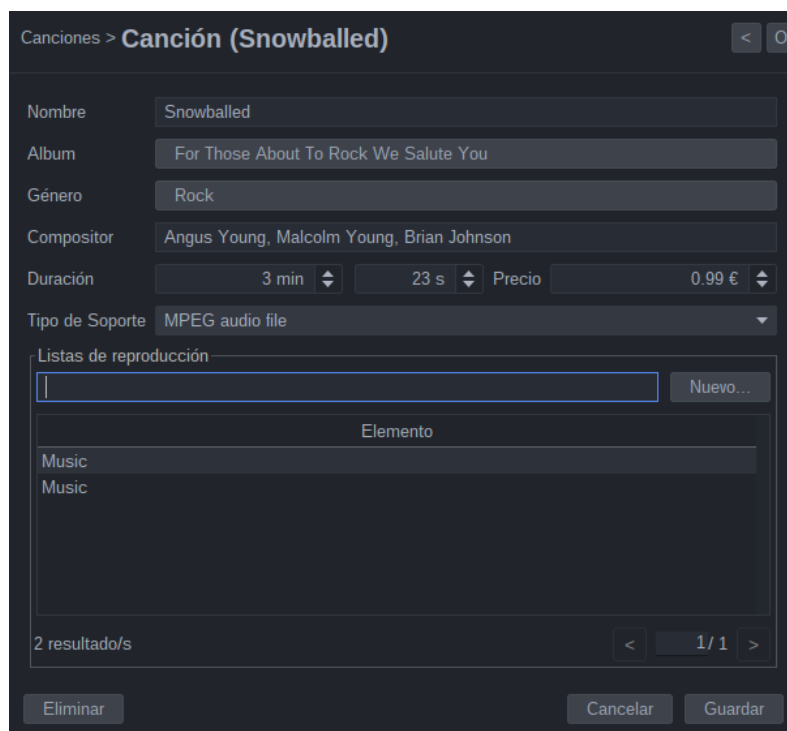 Canciones > Canción (Snowballed) <
Nombre Snowballed
Album For Those About To Rock We Salute You
Género Rock
Compositor Angus Young, Malcolm Young, Brian Johnson
Duración 3 min 23 s Precio 0.99 €
Tipo de Soporte MPEG audio file
Listas de reproducción
Nuevo...
Elemento
Music
Music
2 resultado/s < 1/ 1 >
Eliminar Cancelar Guardar